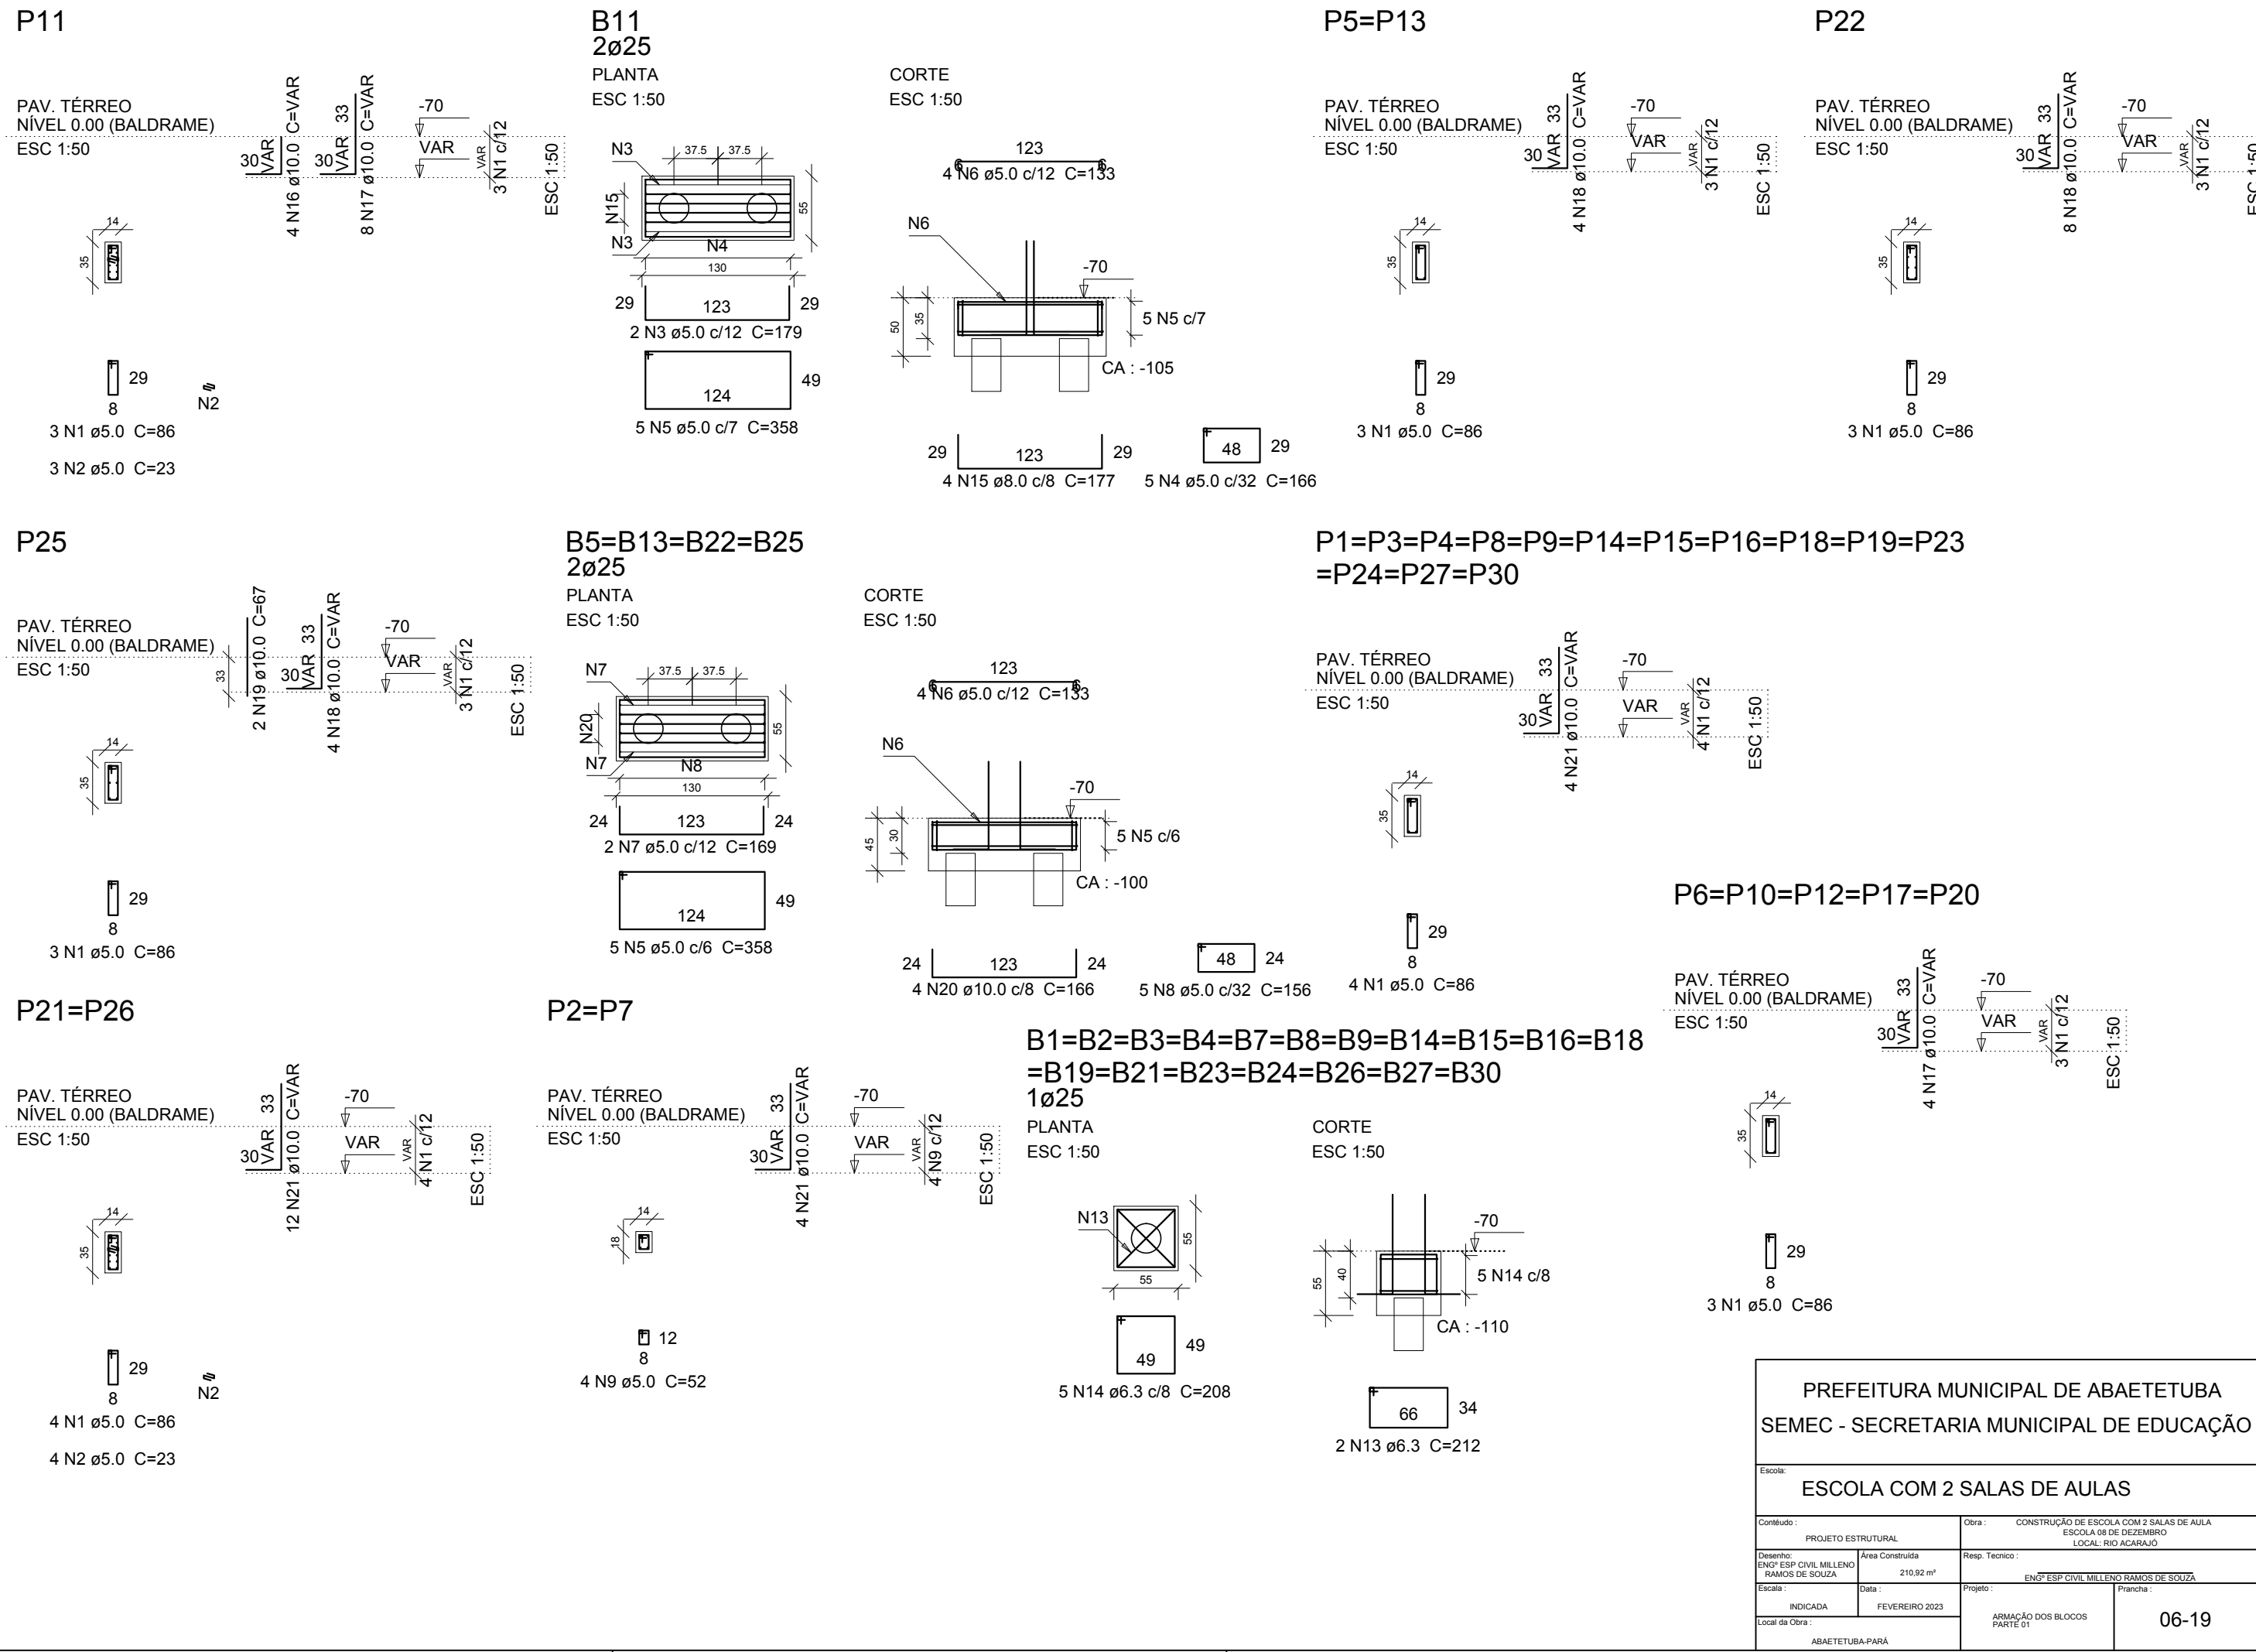 P11
PAV. TÉRREO
NÍVEL 0.00 (BALDRAME)
ESC 1:50
30
VAR
4 N16 ø10.0 C=VAR
30
VAR 33
8 N17 ø10.0 C=VAR
-70
VAR
VAR
3 N1 c/12
ESC 1:50
14
35
29
8
3 N1 ø5.0 C=86
N2
3 N2 ø5.0 C=23
B11
2ø25
PLANTA
ESC 1:50
N3
37.5
37.5
N15
55
N3
N4
130
29
123
29
2 N3 ø5.0 c/12 C=179
124
49
5 N5 ø5.0 c/7 C=358
CORTE
ESC 1:50
123
6
6
4 N6 ø5.0 c/12 C=133
N6
-70
50
35
5 N5 c/7
CA : -105
29
123
29
4 N15 ø8.0 c/8 C=177
48
29
5 N4 ø5.0 c/32 C=166
P5=P13
PAV. TÉRREO
NÍVEL 0.00 (BALDRAME)
ESC 1:50
30
VAR 33
4 N18 ø10.0 C=VAR
-70
VAR
VAR
3 N1 c/12
ESC 1:50
14
35
29
8
3 N1 ø5.0 C=86
P22
PAV. TÉRREO
NÍVEL 0.00 (BALDRAME)
ESC 1:50
30
VAR 33
8 N18 ø10.0 C=VAR
-70
VAR
VAR
3 N1 c/12
ESC 1:50
14
35
29
8
3 N1 ø5.0 C=86
P25
PAV. TÉRREO
NÍVEL 0.00 (BALDRAME)
ESC 1:50
33
2 N19 ø10.0 C=67
30
VAR 33
4 N18 ø10.0 C=VAR
-70
VAR
VAR
3 N1 c/12
ESC 1:50
14
35
29
8
3 N1 ø5.0 C=86
B5=B13=B22=B25
2ø25
PLANTA
ESC 1:50
N7
37.5
37.5
N20
55
N7
N8
130
24
123
24
2 N7 ø5.0 c/12 C=169
124
49
5 N5 ø5.0 c/6 C=358
CORTE
ESC 1:50
123
6
6
4 N6 ø5.0 c/12 C=133
N6
-70
45
30
5 N5 c/6
CA : -100
24
123
24
4 N20 ø10.0 c/8 C=166
48
24
5 N8 ø5.0 c/32 C=156
P1=P3=P4=P8=P9=P14=P15=P16=P18=P19=P23
=P24=P27=P30
PAV. TÉRREO
NÍVEL 0.00 (BALDRAME)
ESC 1:50
30
VAR 33
4 N21 ø10.0 C=VAR
-70
VAR
VAR
4 N1 c/12
ESC 1:50
14
35
29
8
4 N1 ø5.0 C=86
P6=P10=P12=P17=P20
PAV. TÉRREO
NÍVEL 0.00 (BALDRAME)
ESC 1:50
30
VAR 33
4 N17 ø10.0 C=VAR
-70
VAR
VAR
3 N1 c/12
ESC 1:50
14
35
29
8
3 N1 ø5.0 C=86
P21=P26
PAV. TÉRREO
NÍVEL 0.00 (BALDRAME)
ESC 1:50
30
VAR 33
12 N21 ø10.0 C=VAR
-70
VAR
VAR
4 N1 c/12
ESC 1:50
14
35
29
8
4 N1 ø5.0 C=86
N2
4 N2 ø5.0 C=23
P2=P7
PAV. TÉRREO
NÍVEL 0.00 (BALDRAME)
ESC 1:50
30
VAR 33
4 N21 ø10.0 C=VAR
-70
VAR
VAR
4 N9 c/12
ESC 1:50
14
18
12
8
4 N9 ø5.0 C=52
B1=B2=B3=B4=B7=B8=B9=B14=B15=B16=B18
=B19=B21=B23=B24=B26=B27=B30
1ø25
PLANTA
ESC 1:50
N13
55
55
49
49
5 N14 ø6.3 c/8 C=208
CORTE
ESC 1:50
-70
55
40
5 N14 c/8
CA : -110
66
34
2 N13 ø6.3 C=212
PREFEITURA MUNICIPAL DE ABAETETUBA
SEMEC - SECRETARIA MUNICIPAL DE EDUCAÇÃO
Escola:
ESCOLA COM 2 SALAS DE AULAS
Contéudo :
PROJETO ESTRUTURAL
Obra :
CONSTRUÇÃO DE ESCOLA COM 2 SALAS DE AULA
ESCOLA 08 DE DEZEMBRO
LOCAL: RIO ACARAJÓ
Desenho:
ENGº ESP CIVIL MILLENO
RAMOS DE SOUZA
Área Construída
210,92 m²
Resp. Tecnico :
ENGº ESP CIVIL MILLENO RAMOS DE SOUZA
Escala :
INDICADA
Data :
FEVEREIRO 2023
Projeto :
ARMAÇÃO DOS BLOCOS
PARTE 01
Prancha :
06-19
Local da Obra :
ABAETETUBA-PARÁ